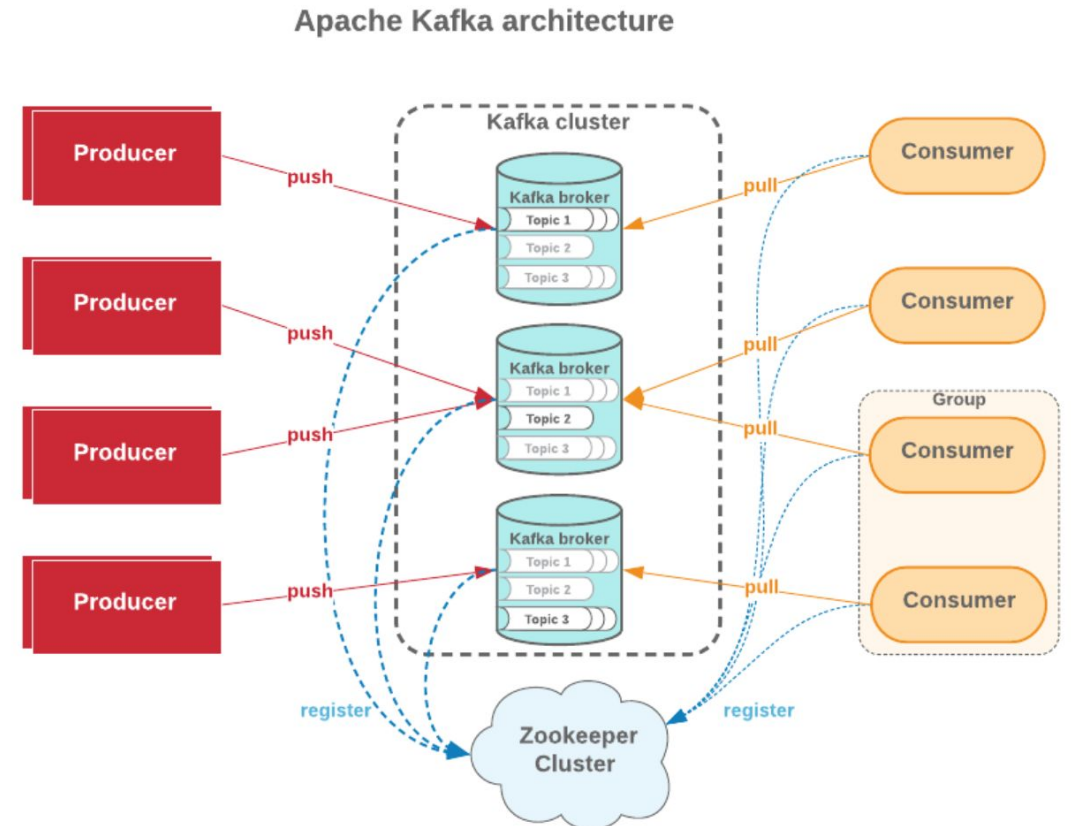 Apache Kafka architecture
Kafka cluster
Producer
push
Kafka broker
Topic 1
Topic 2
Topic 3
pull
Consumer
Producer
push
Kafka broker
Topic 1
Topic 2
Topic 3
pull
Consumer
Producer
push
pull
Group
Consumer
Producer
push
Kafka broker
Topic 1
Topic 2
Topic 3
pull
Consumer
register
Zookeeper
Cluster
register